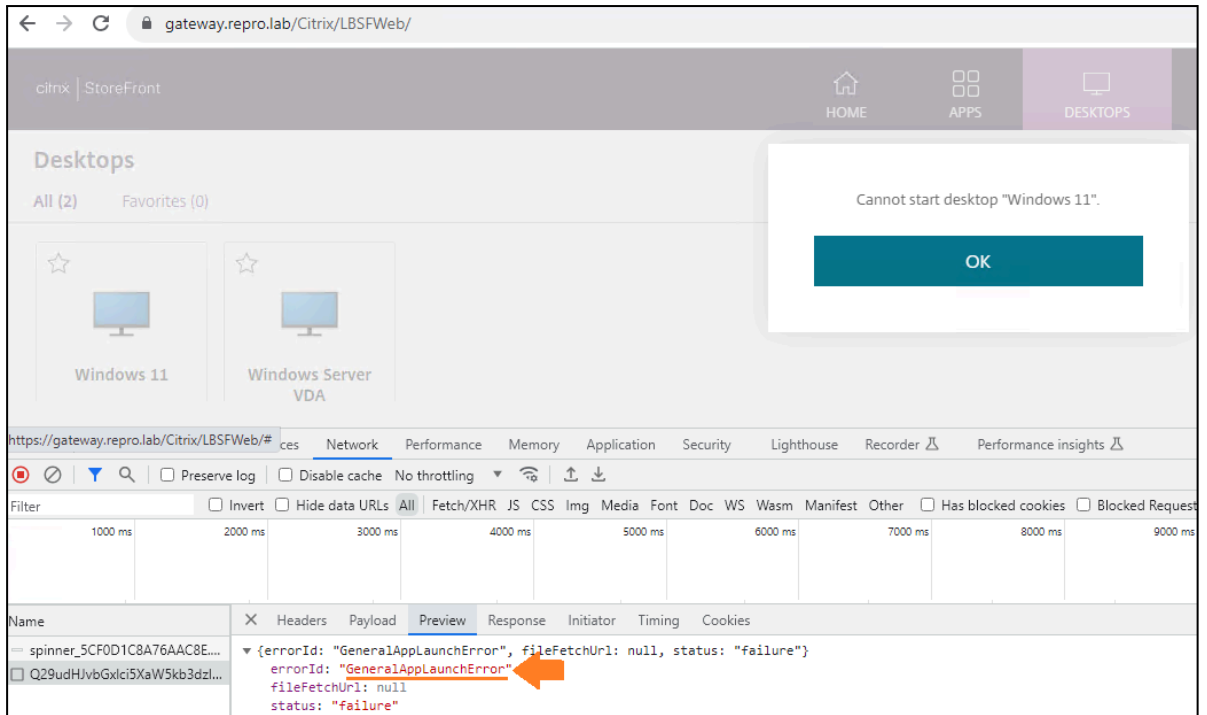 gateway.repro.lab/Citrix/LBSFWeb/
citrix | StoreFront
HOME APPS DESKTOPS
Desktops
All (2) Favorites (0)
Cannot start desktop "Windows 11".
OK
Windows 11
Windows Server
VDA
https://gateway.repro.lab/Citrix/LBSFWeb/# ces Network Performance Memory Application Security Lighthouse Recorder Performance insights
Preserve log Disable cache No throttling
Filter Invert Hide data URLs All Fetch/XHR JS CSS Img Media Font Doc WS Wasm Manifest Other Has blocked cookies Blocked Request
1000 ms 2000 ms 3000 ms 4000 ms 5000 ms 6000 ms 7000 ms 8000 ms 9000 ms
Name Headers Payload Preview Response Initiator Timing Cookies
spinner_5CF0D1C8A76AAC8E.... {errorId: "GeneralAppLaunchError", fileFetchUrl: null, status: "failure"}
errorId: "GeneralAppLaunchError"
Q29udHJvbGxlci5XaW5kb3dzl...
fileFetchUrl: null
status: "failure"